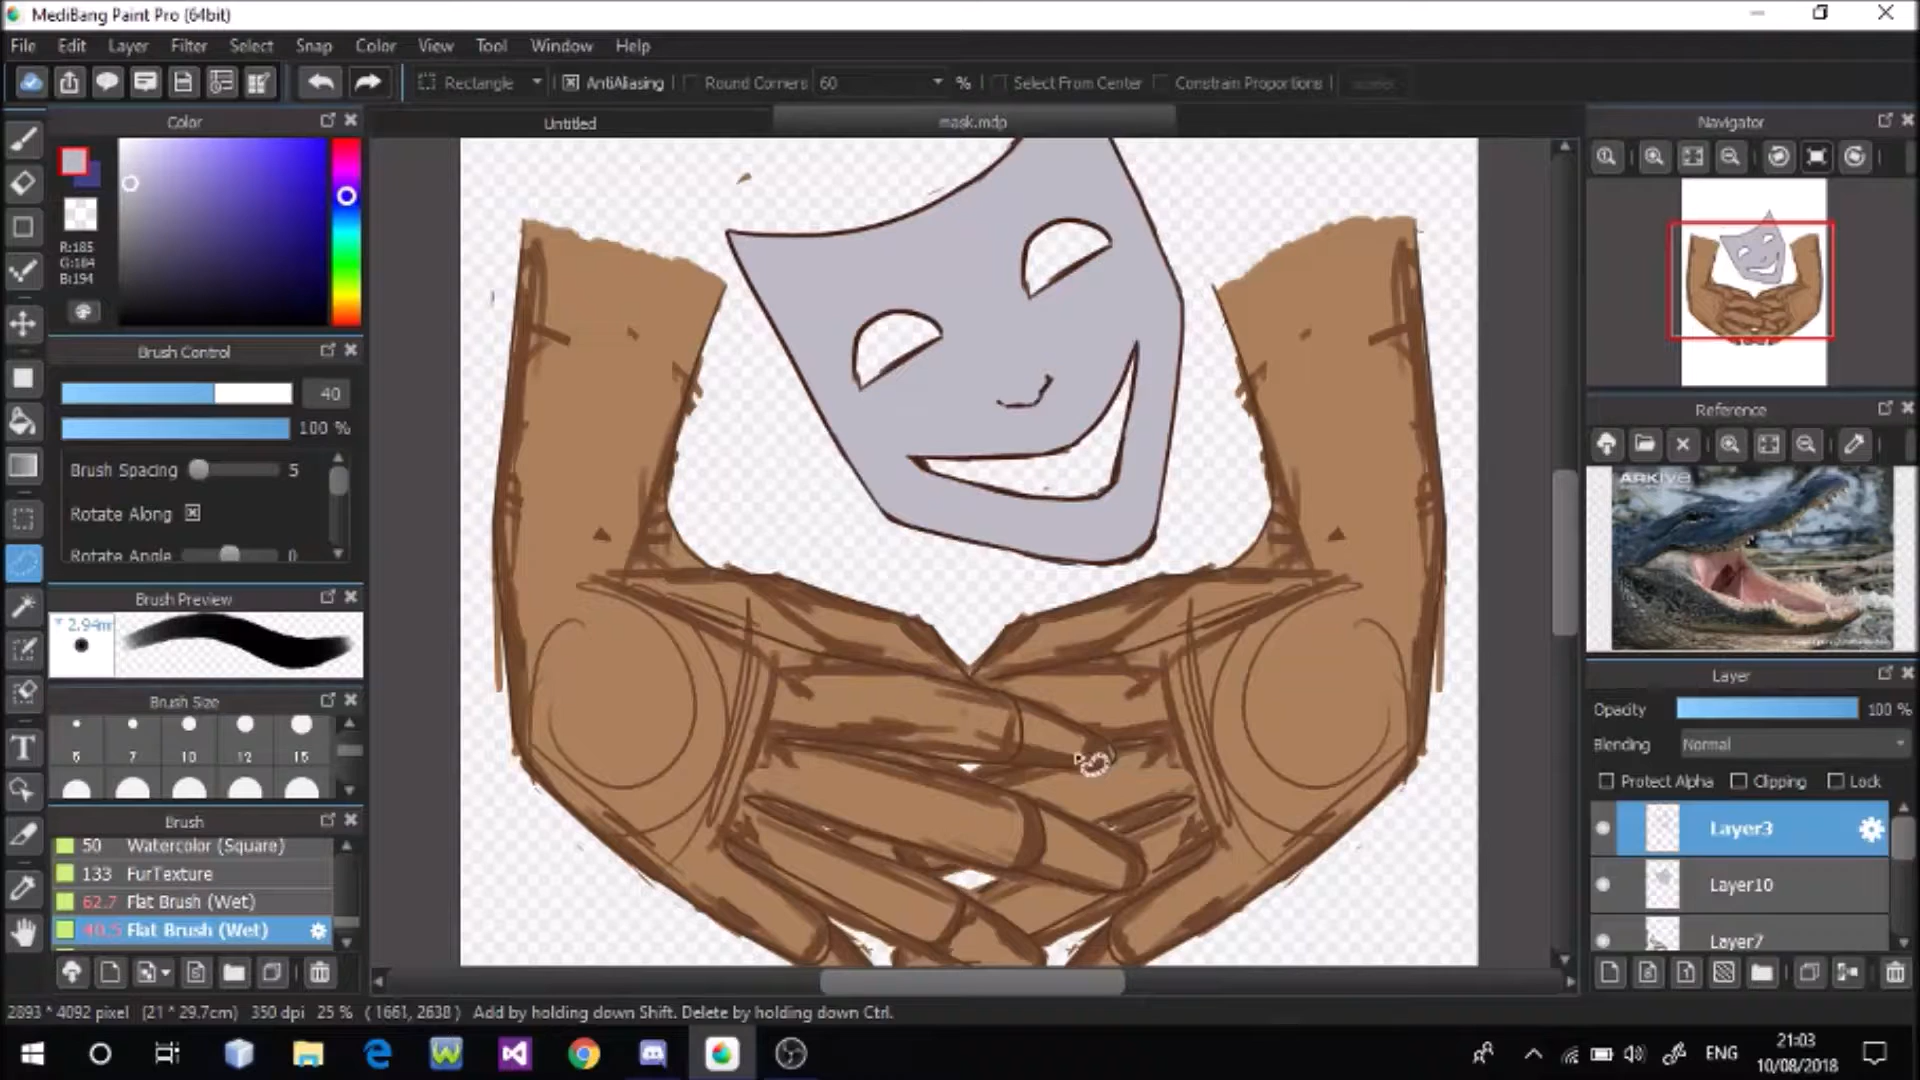 MediBang Paint Pro (64bit)
File Edit Layer Filter Select Snap Color View Tool Window Help
Rectangle AntiAliasing Round Corners 60 % Select From Center Constrain Proportions
Color Untitled mask.mdp Navigator
R:185
G:184
B:194
Brush Control
40
100 %
Brush Spacing 5
Rotate Along
Rotate Angle 0
Brush Preview
Brush Size
5 7 10 12 15
Brush
50 Watercolor (Square)
133 FurTexture
62.7 Flat Brush (Wet)
40.5 Flat Brush (Wet)
Reference
ARKive
Layer
Opacity 100 %
Blending Normal
Protect Alpha Clipping Lock
Layer3
Layer10
Layer7
2893 * 4092 pixel (21 * 29.7cm) 350 dpi 25 % ( 1661, 2638 ) Add by holding down Shift. Delete by holding down Ctrl.
ENG
21:03
10/08/2018